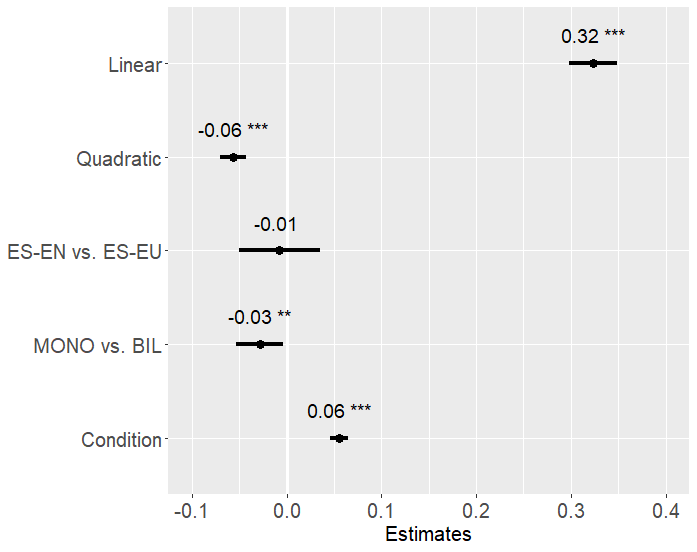 0.32 ***
Linear
-0.06 ***
Quadratic
-0.01
ES-EN vs. ES-EU
-0.03 **
MONO vs. BIL
0.06 ***
Condition
-0.1 0.0 0.1 0.2 0.3 0.4
Estimates